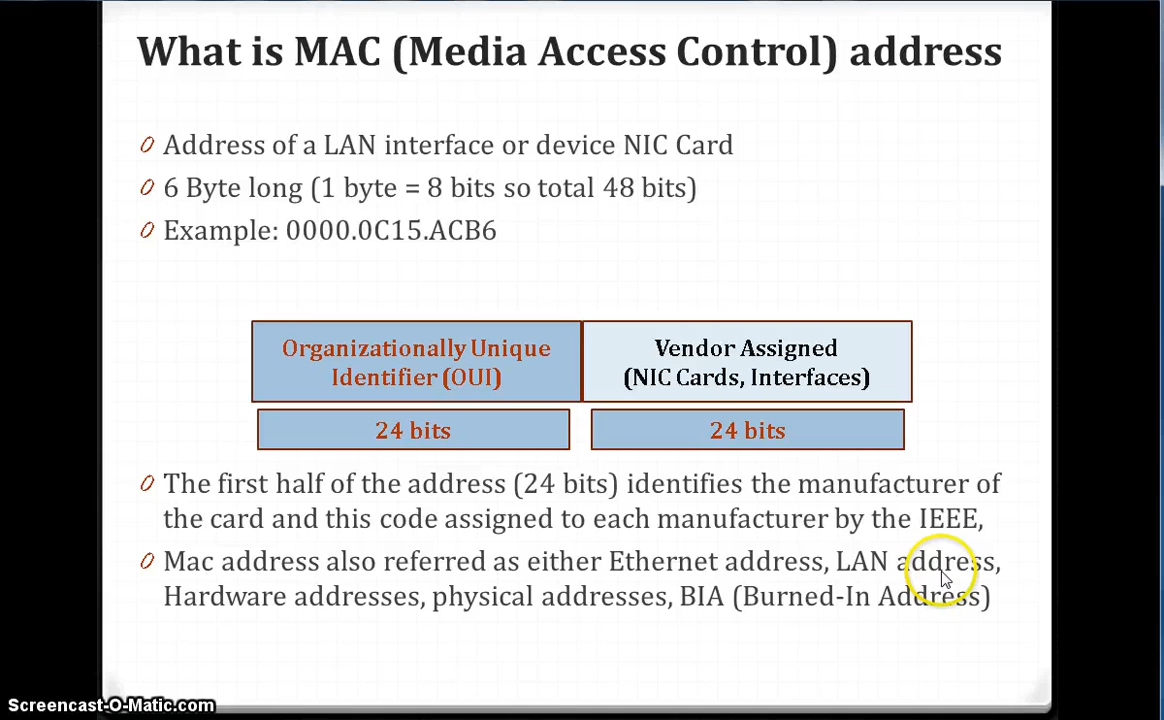 What is MAC (Media Access Control) address
Address of a LAN interface or device NIC Card
6 Byte long (1 byte = 8 bits so total 48 bits)
Example: 0000.0C15.ACB6
Organizationally Unique
Identifier (OUI)
Vendor Assigned
(NIC Cards, Interfaces)
24 bits
24 bits
The first half of the address (24 bits) identifies the manufacturer of
the card and this code assigned to each manufacturer by the IEEE,
Mac address also referred as either Ethernet address, LAN address,
Hardware addresses, physical addresses, BIA (Burned-In Address)
Screencast-O-Matic.com